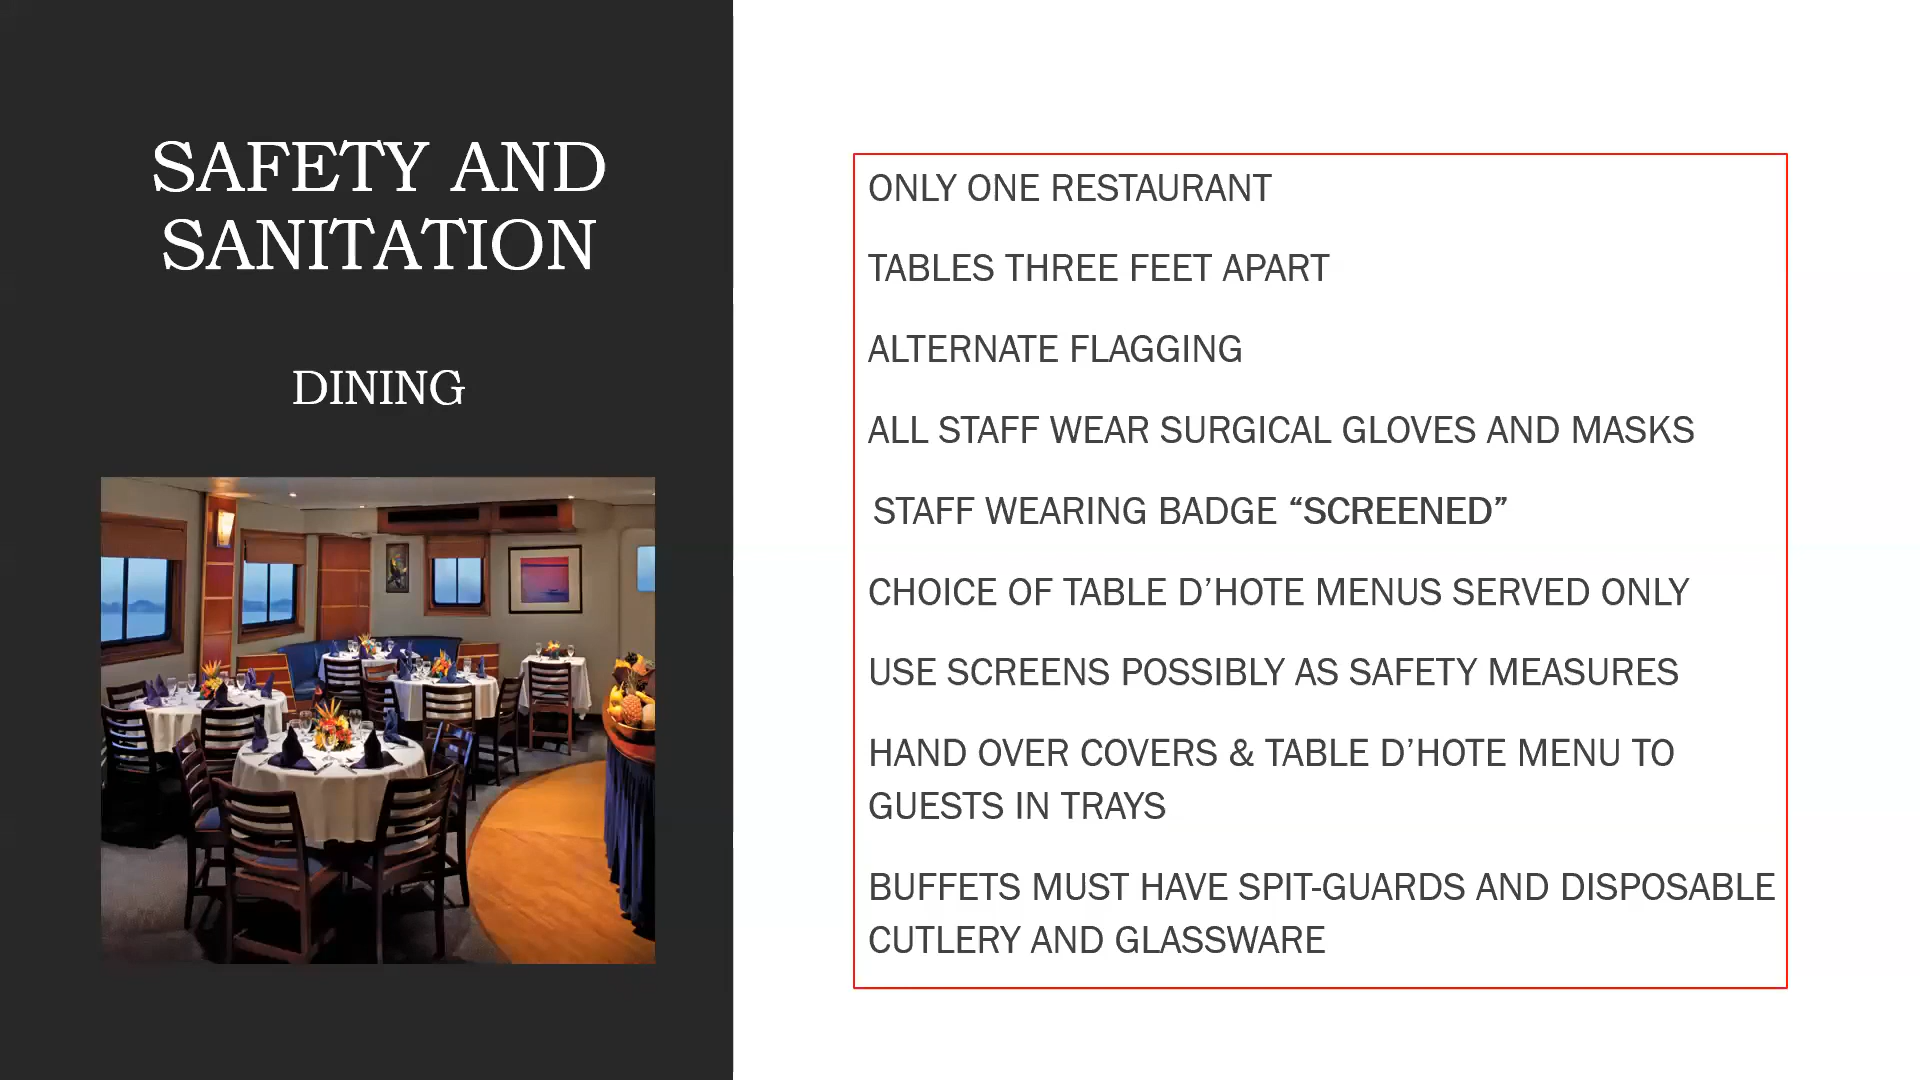 SAFETY AND
SANITATION
DINING
ONLY ONE RESTAURANT
TABLES THREE FEET APART
ALTERNATE FLAGGING
ALL STAFF WEAR SURGICAL GLOVES AND MASKS
STAFF WEARING BADGE “SCREENED”
CHOICE OF TABLE D’HOTE MENUS SERVED ONLY
USE SCREENS POSSIBLY AS SAFETY MEASURES
HAND OVER COVERS & TABLE D’HOTE MENU TO
GUESTS IN TRAYS
BUFFETS MUST HAVE SPIT-GUARDS AND DISPOSABLE
CUTLERY AND GLASSWARE